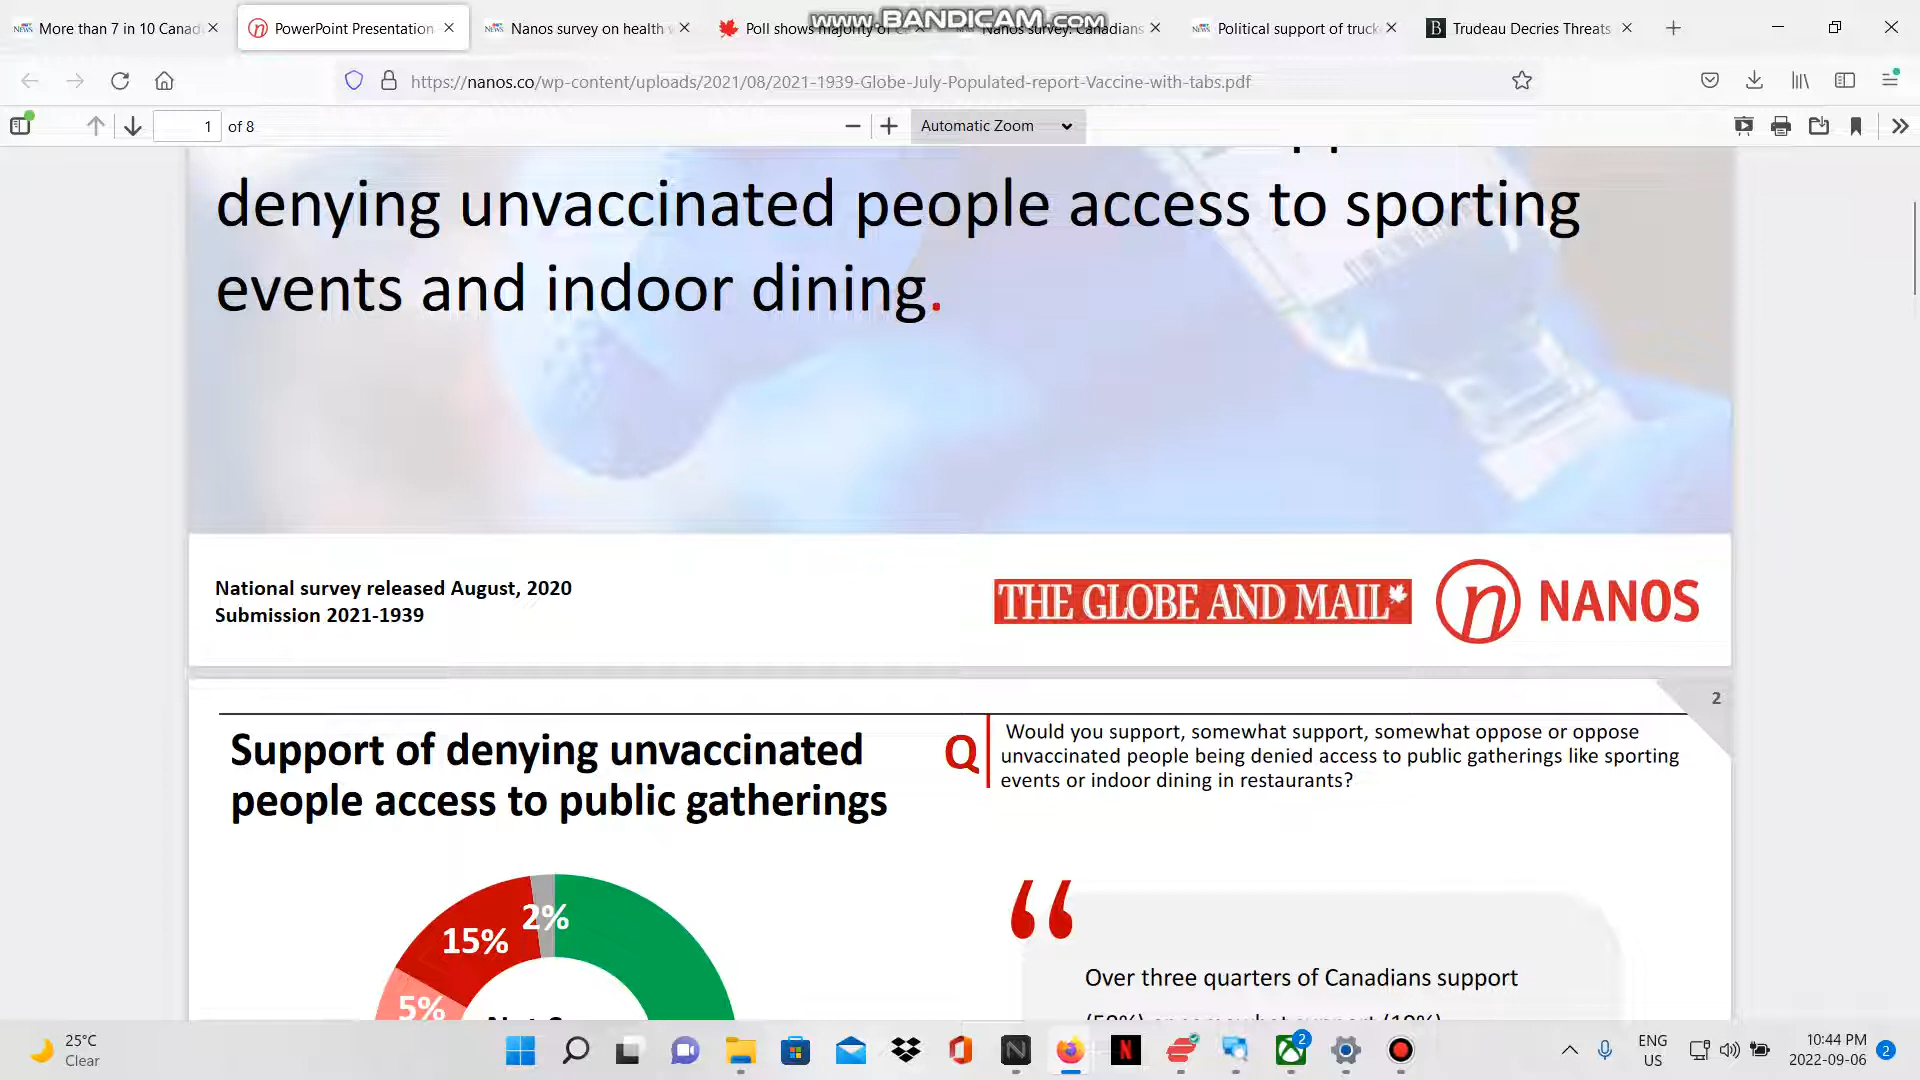 www.BANDICAM.com
More than 7 in 10 Canad
PowerPoint Presentation
Nanos survey on health
Poll shows majority of C
Nanos survey: Canadians
Political support of truck
Trudeau Decries Threats
https://nanos.co/wp-content/uploads/2021/08/2021-1939-Globe-July-Populated-report-Vaccine-with-tabs.pdf
1 of 8
Automatic Zoom
denying unvaccinated people access to sporting
events and indoor dining.
National survey released August, 2020
Submission 2021-1939
THE GLOBE AND MAIL
n NANOS
2
Support of denying unvaccinated
people access to public gatherings
Q
Would you support, somewhat support, somewhat oppose or oppose
unvaccinated people being denied access to public gatherings like sporting
events or indoor dining in restaurants?
2%
15%
5%
“
Over three quarters of Canadians support
25°C
Clear
2
ENG
US
10:44 PM
2022-09-06
2